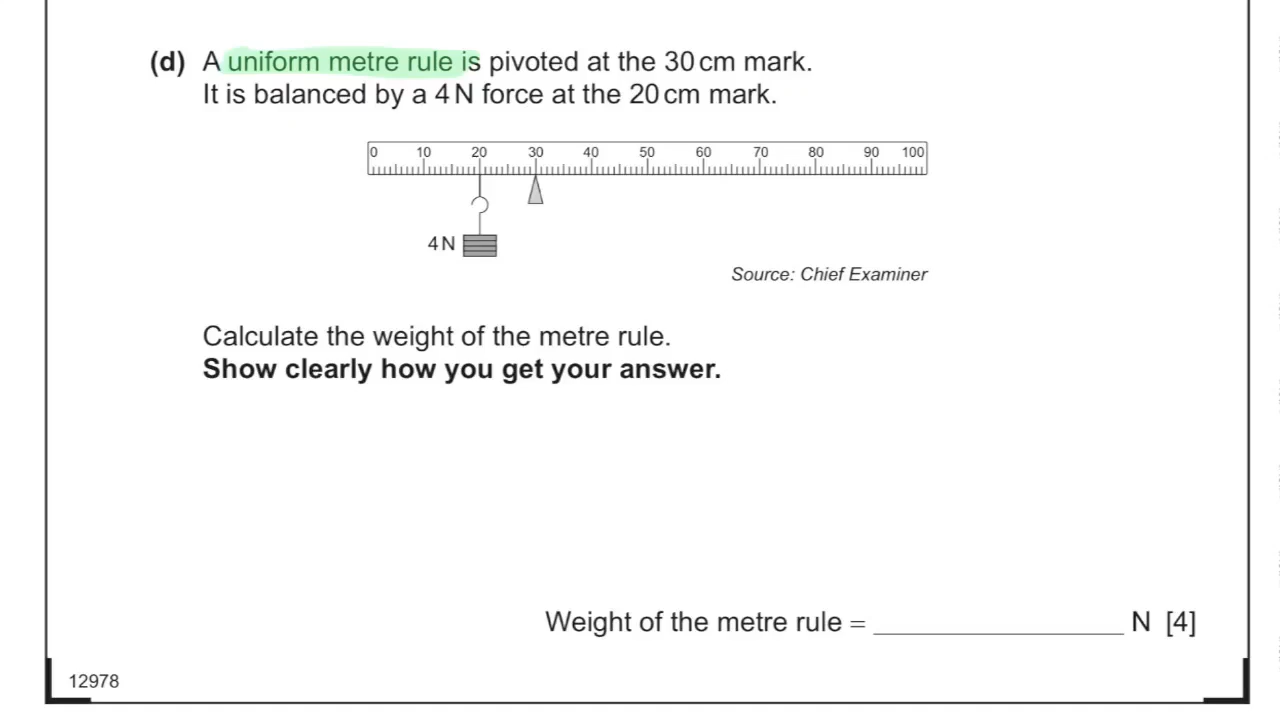 (d) A uniform metre rule is pivoted at the 30 cm mark.
It is balanced by a 4 N force at the 20 cm mark.
0 10 20 30 40 50 60 70 80 90 100
4 N
Source: Chief Examiner
Calculate the weight of the metre rule.
Show clearly how you get your answer.
Weight of the metre rule = ____________________ N [4]
12978